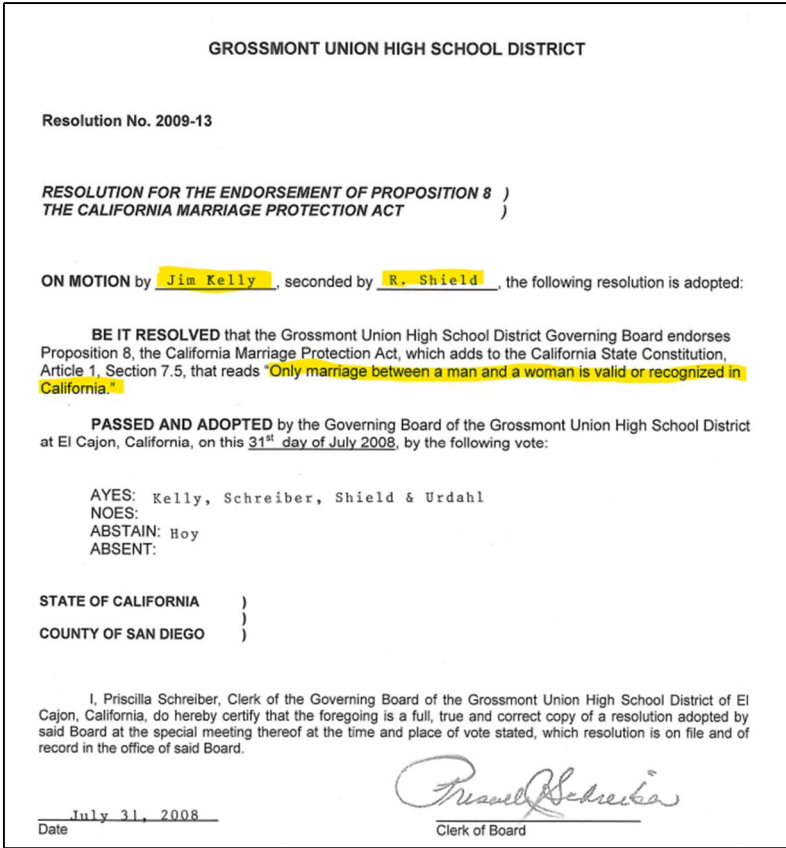 GROSSMONT UNION HIGH SCHOOL DISTRICT
Resolution No. 2009-13
RESOLUTION FOR THE ENDORSEMENT OF PROPOSITION 8 )
THE CALIFORNIA MARRIAGE PROTECTION ACT )
ON MOTION by Jim Kelly, seconded by R. Shield, the following resolution is adopted:
BE IT RESOLVED that the Grossmont Union High School District Governing Board endorses
Proposition 8, the California Marriage Protection Act, which adds to the California State Constitution,
Article 1, Section 7.5, that reads "Only marriage between a man and a woman is valid or recognized in
California."
PASSED AND ADOPTED by the Governing Board of the Grossmont Union High School District
at El Cajon, California, on this 31st day of July 2008, by the following vote:
AYES: Kelly, Schreiber, Shield & Urdahl
NOES:
ABSTAIN: Hoy
ABSENT:
STATE OF CALIFORNIA )
)
COUNTY OF SAN DIEGO )
I, Priscilla Schreiber, Clerk of the Governing Board of the Grossmont Union High School District of El
Cajon, California, do hereby certify that the foregoing is a full, true and correct copy of a resolution adopted by
said Board at the special meeting thereof at the time and place of vote stated, which resolution is on file and of
record in the office of said Board.
July 31, 2008
Date
Schreiber
Clerk of Board